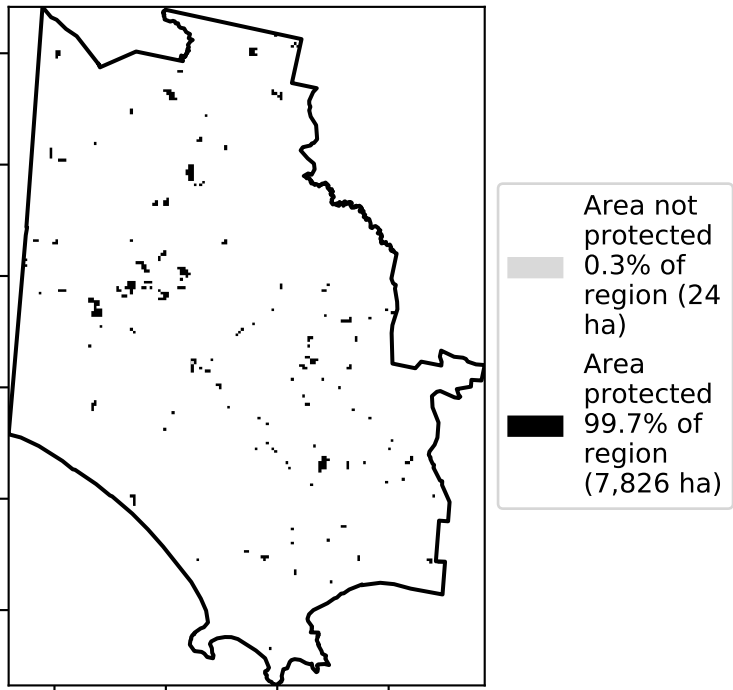 Area not
protected
0.3% of
region (24
ha)
Area
protected
99.7% of
region
(7,826 ha)